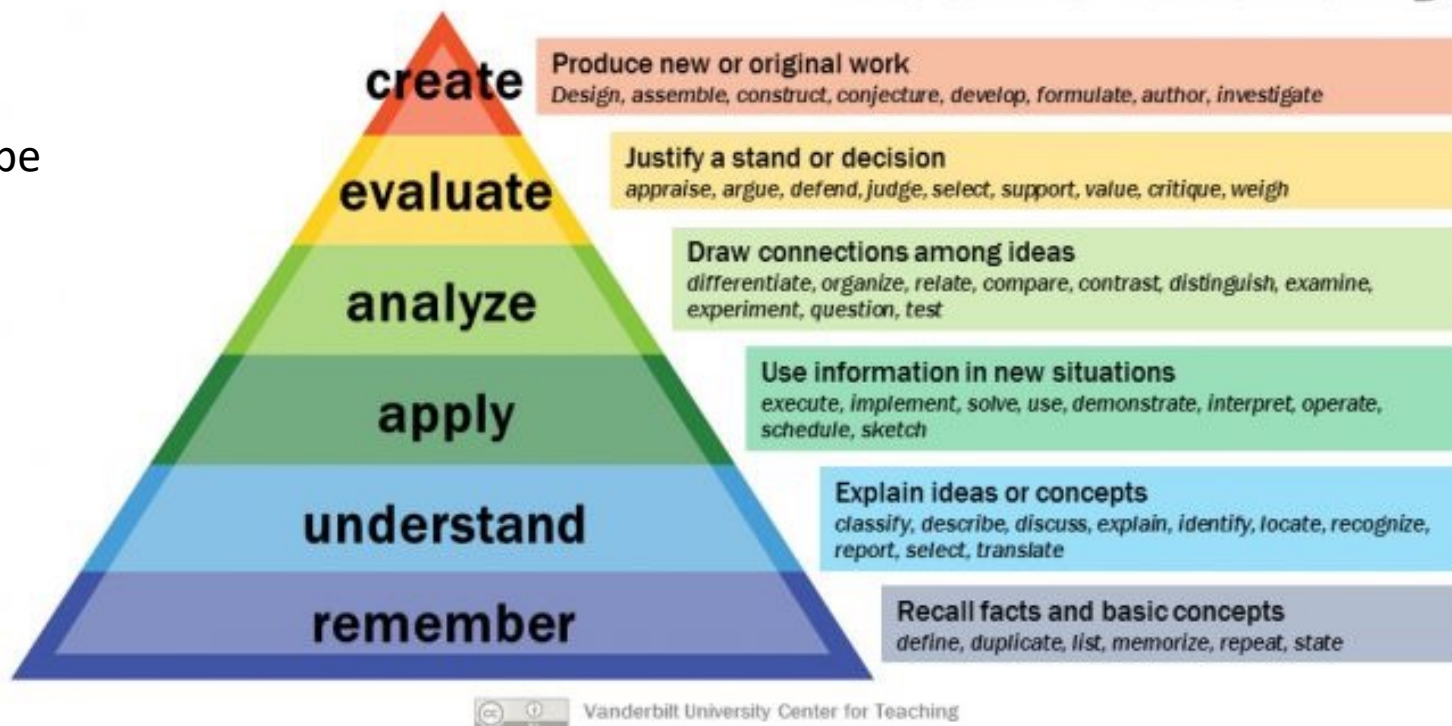 create
Produce new or original work
Design, assemble, construct, conjecture, develop, formulate, author, investigate
be
evaluate
Justify a stand or decision
appraise, argue, defend, judge, select, support, value, critique, weigh
analyze
Draw connections among ideas
differentiate, organize, relate, compare, contrast, distinguish, examine,
experiment, question, test
apply
Use information in new situations
execute, implement, solve, use, demonstrate, interpret, operate,
schedule, sketch
understand
Explain ideas or concepts
classify, describe, discuss, explain, identify, locate, recognize,
report, select, translate
remember
Recall facts and basic concepts
define, duplicate, list, memorize, repeat, state
cc
Vanderbilt University Center for Teaching